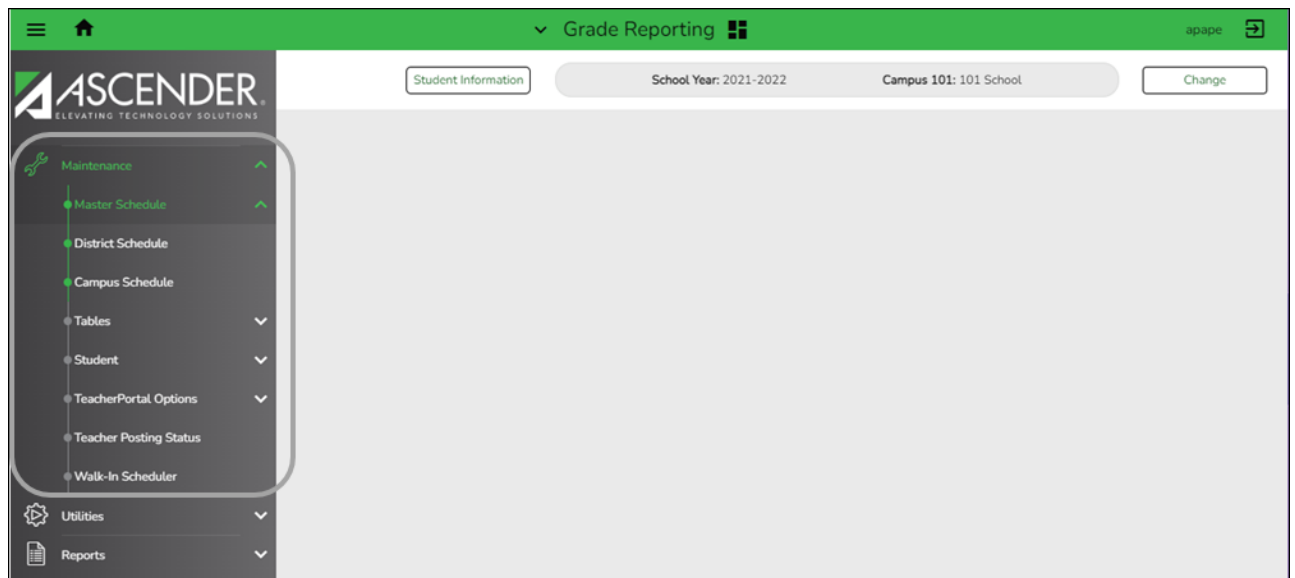 Grade Reporting
apape
ASCENDER.
ELEVATING TECHNOLOGY SOLUTIONS
Student Information
School Year: 2021-2022
Campus 101: 101 School
Change
Maintenance
Master Schedule
District Schedule
Campus Schedule
Tables
Student
TeacherPortal Options
Teacher Posting Status
Walk-In Scheduler
Utilities
Reports